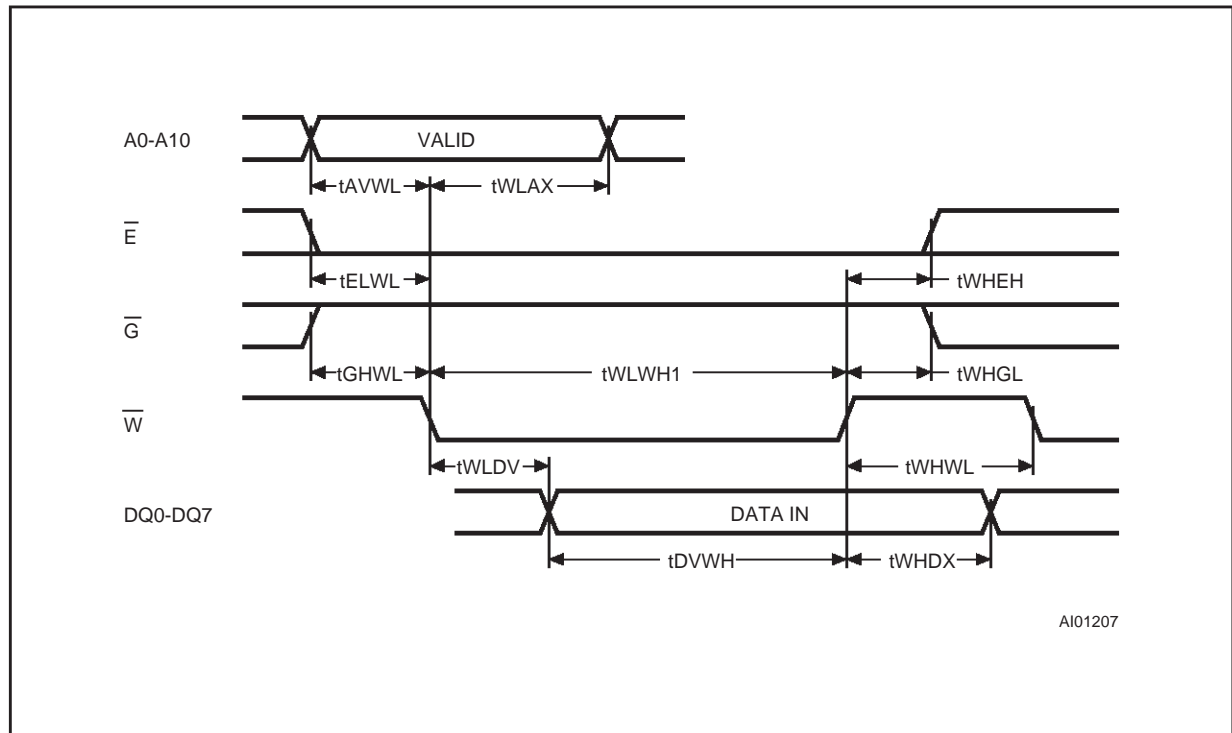 A0-A10
VALID
tAVWL
tWLAX
E
tELWL
tWHEH
G
tGHWL
tWLWH1
tWHGL
W
tWLDV
tWHWL
DQ0-DQ7
DATA IN
tDVWH
tWHDX
AI01207